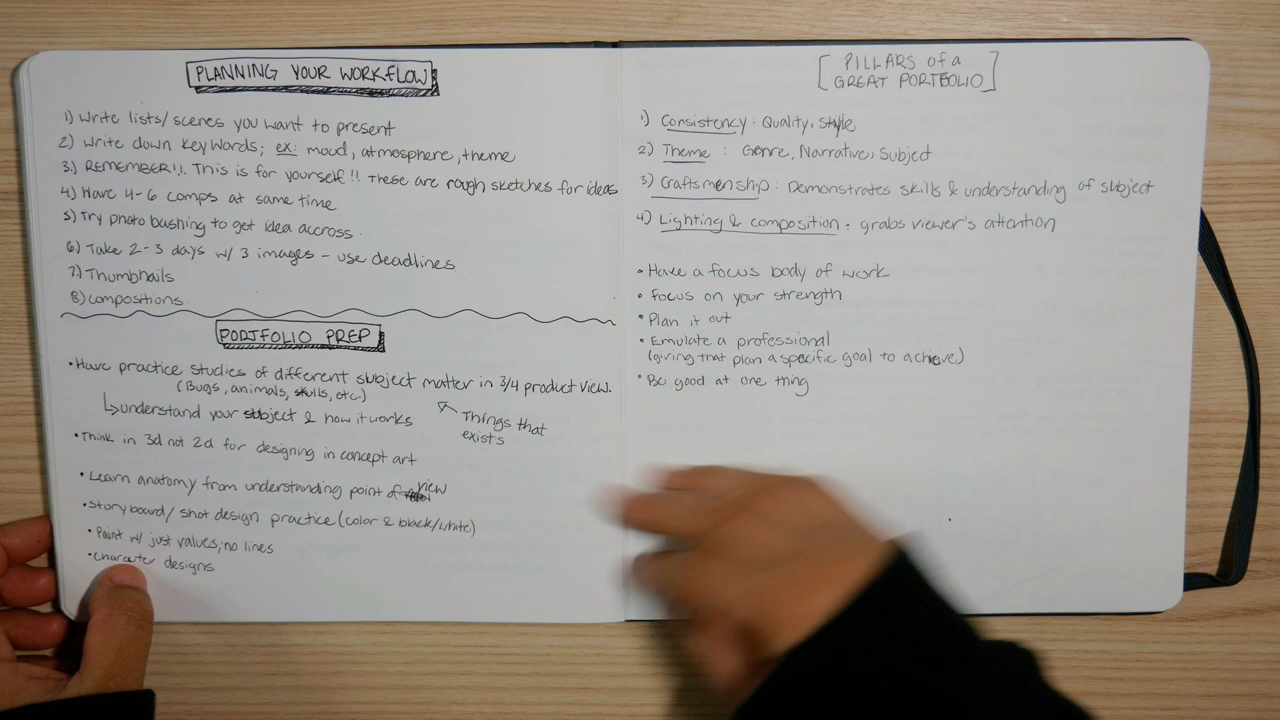 PLANNING YOUR WORKFLOW
1) Write lists/scenes you want to present
2) Write down keywords; ex: mood, atmosphere, theme
3.) REMEMBER!!. This is for yourself!! These are rough sketches for ideas
4) Have 4-6 comps at same time
5) Try photobashing to get idea accross.
6) Take 2-3 days w/ 3 images - use deadlines
7) Thumbnails
8) compositions
PORTFOLIO PREP
• Have practice studies of different subject matter in 3/4 product view.
(Bugs, animals, skulls, etc.)
↳ understand your subject & how it works
Things that
exists
• Think in 3d not 2d for designing in concept art
• Learn anatomy from understanding point of view
• Storyboard/ shot design practice (color & black/white)
• Paint w/ just values; no lines
• Character designs
[PILLARS of a
GREAT PORTFOLIO]
1) Consistency: Quality, Style
2) Theme : Genre, Narrative, Subject
3) Craftsmenship: Demonstrates skills & understanding of subject
4) Lighting & composition - grabs viewer's attention
• Have a focus body of work
• Focus on your strength
• Plan it out
• Emulate a professional
(giving that plan a specific goal to achieve)
• Be good at one thing